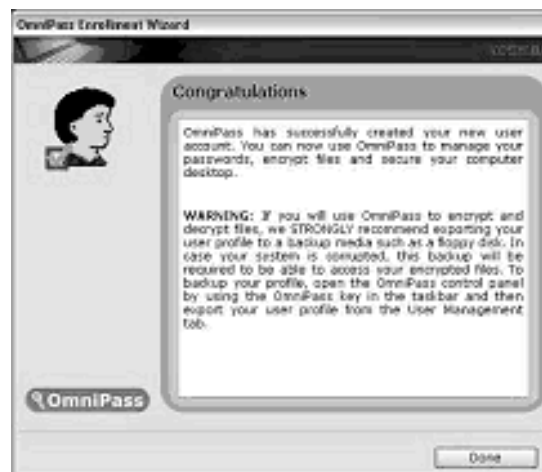 OmniPass Enrollment Wizard
Congratulations
OmniPass has successfully created your new user
account. You can now use OmniPass to manage your
passwords, encrypt files and secure your computer
desktop.
WARNING: If you will use OmniPass to encrypt and
decrypt files, we STRONGLY recommend exporting your
user profile to a backup media such as a floppy disk. In
case your system is corrupted, this backup will be
required to be able to access your encrypted files. To
backup your profile, open the OmniPass control panel
by using the OmniPass key in the taskbar and then
export your user profile from the User Management
tab.
OmniPass
Done